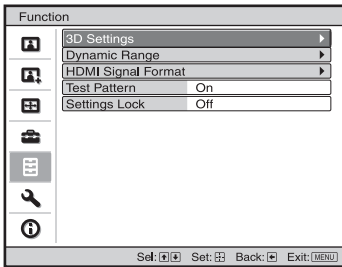 Function
3D Settings
Dynamic Range
HDMI Signal Format
Test Pattern On
Settings Lock Off
Sel: Set: Back: Exit: MENU